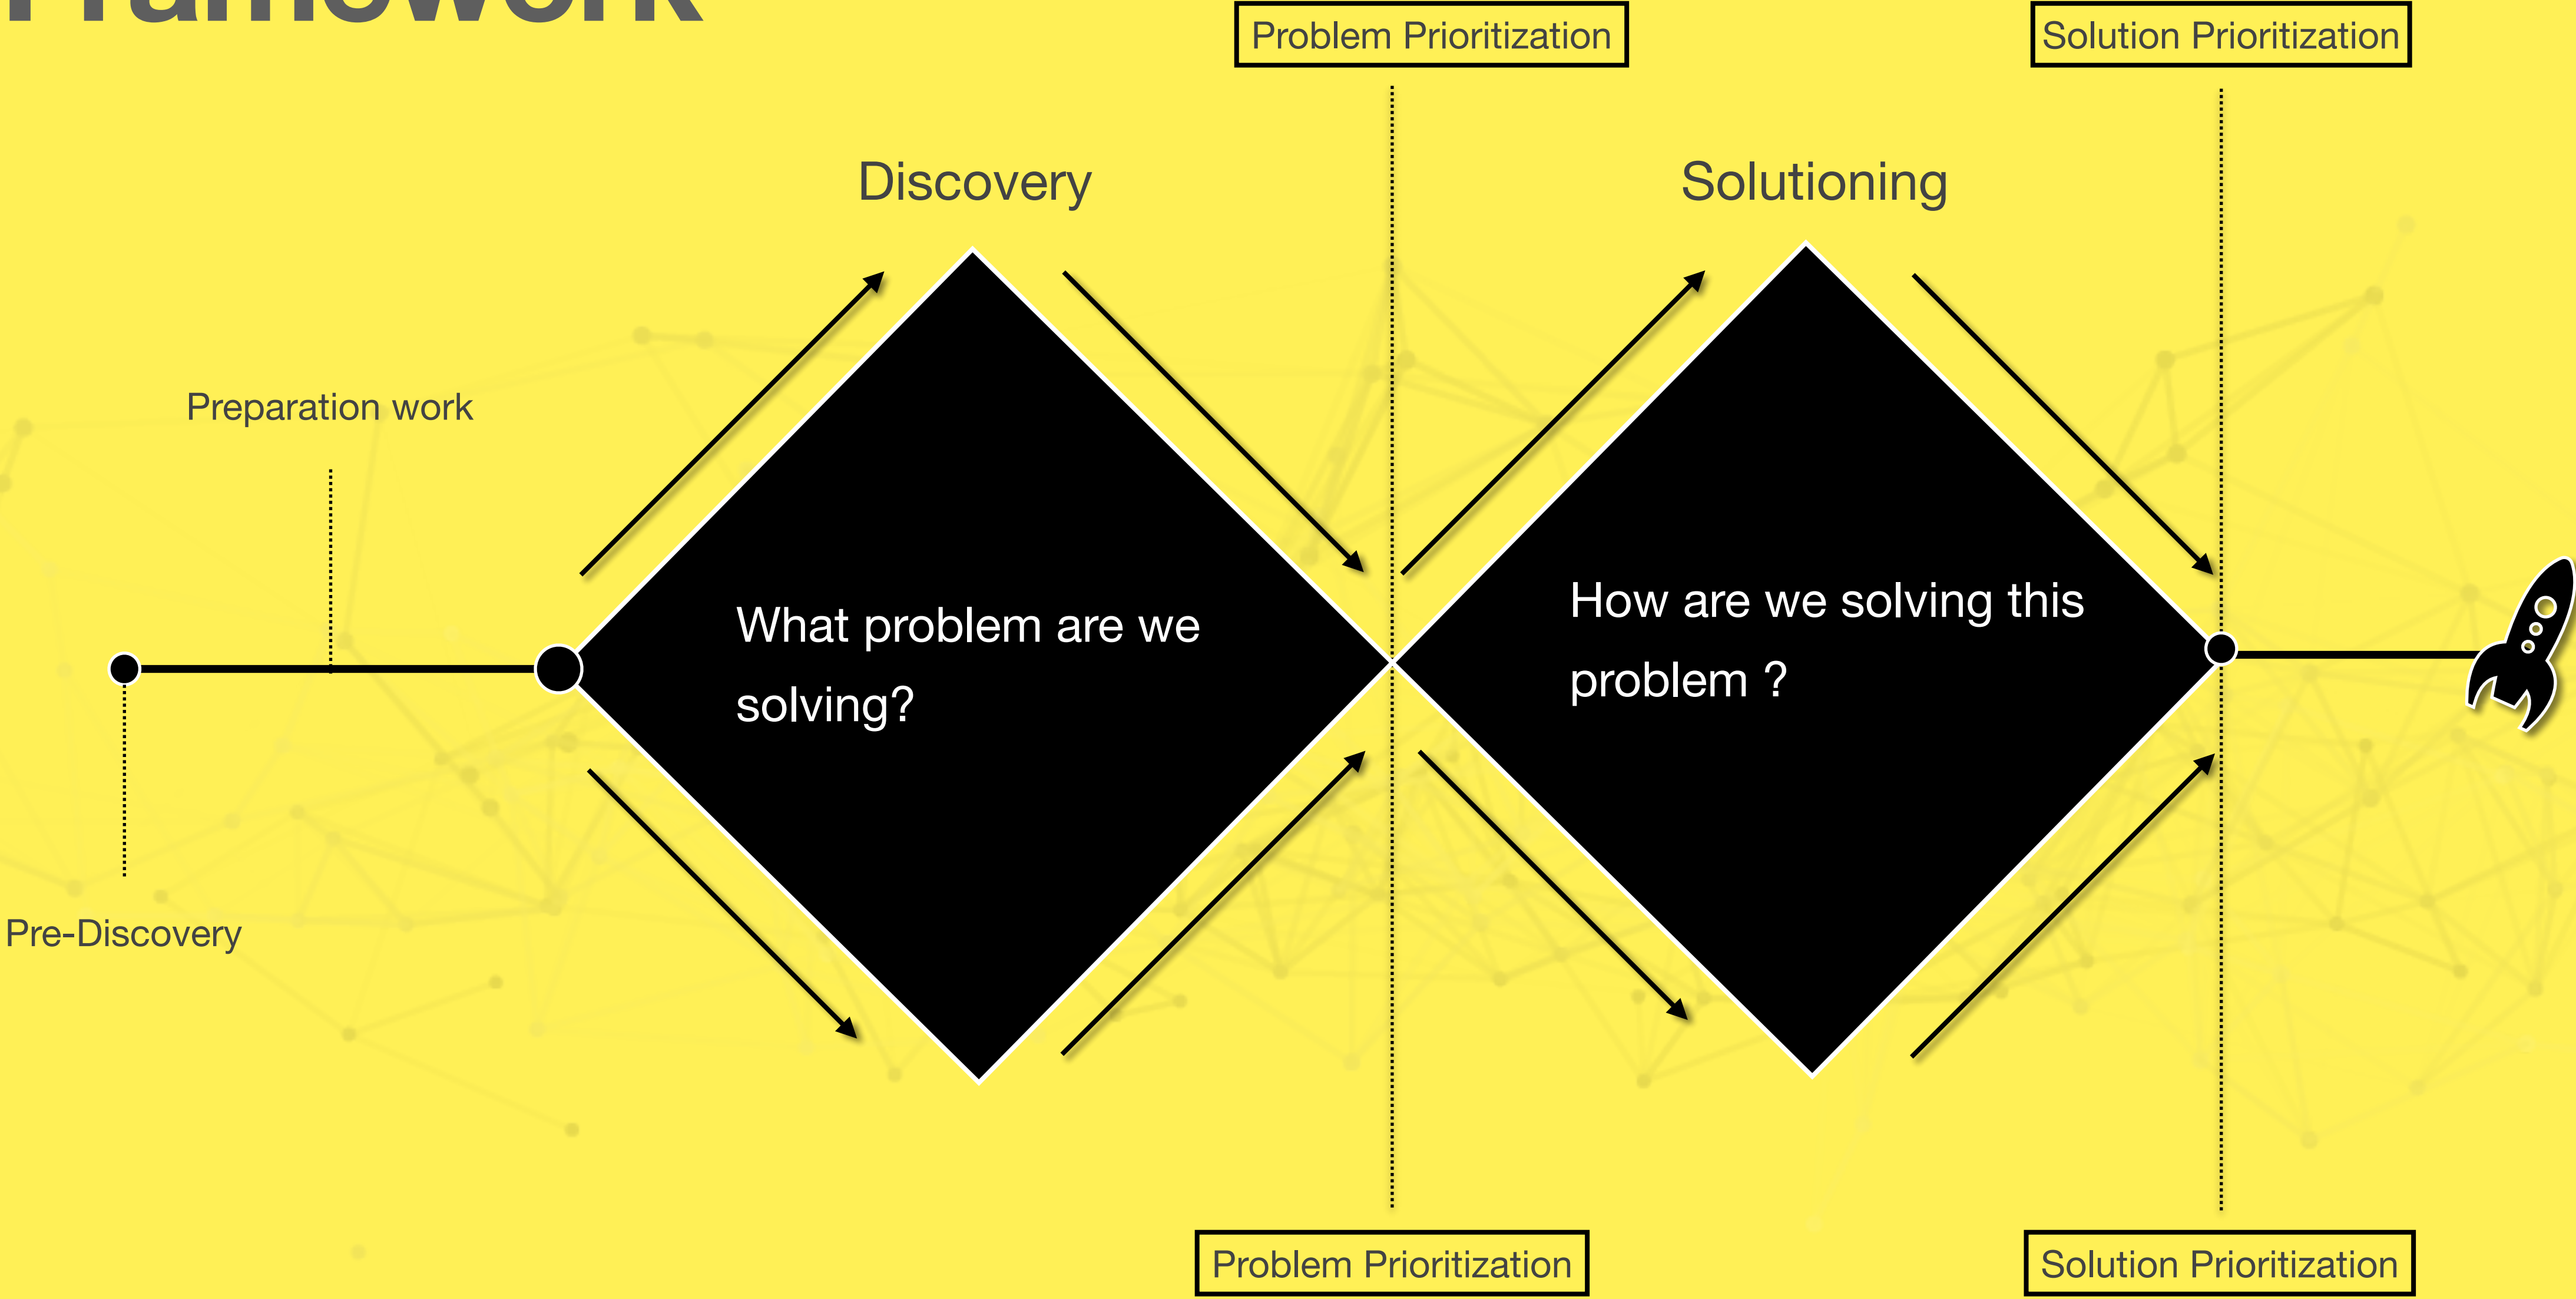 Framework
Problem Prioritization
Solution Prioritization
Discovery
Solutioning
Preparation work
What problem are we
solving?
How are we solving this
problem ?
Pre-Discovery
Problem Prioritization
Solution Prioritization